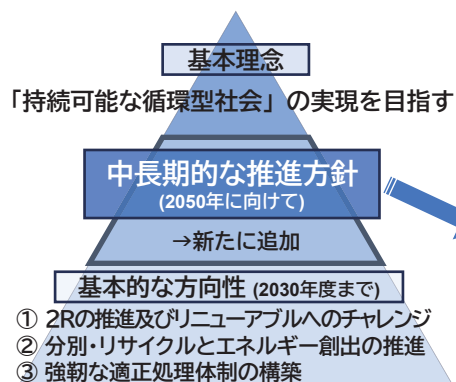 基本理念
「持続可能な循環型社会」の実現を目指す
中長期的な推進方針
(2050年に向けて)
→新たに追加
基本的な方向性 (2030年度まで)
① 2Rの推進及びリニューアブルへのチャレンジ
② 分別・リサイクルとエネルギー創出の推進
③ 強靭な適正処理体制の構築